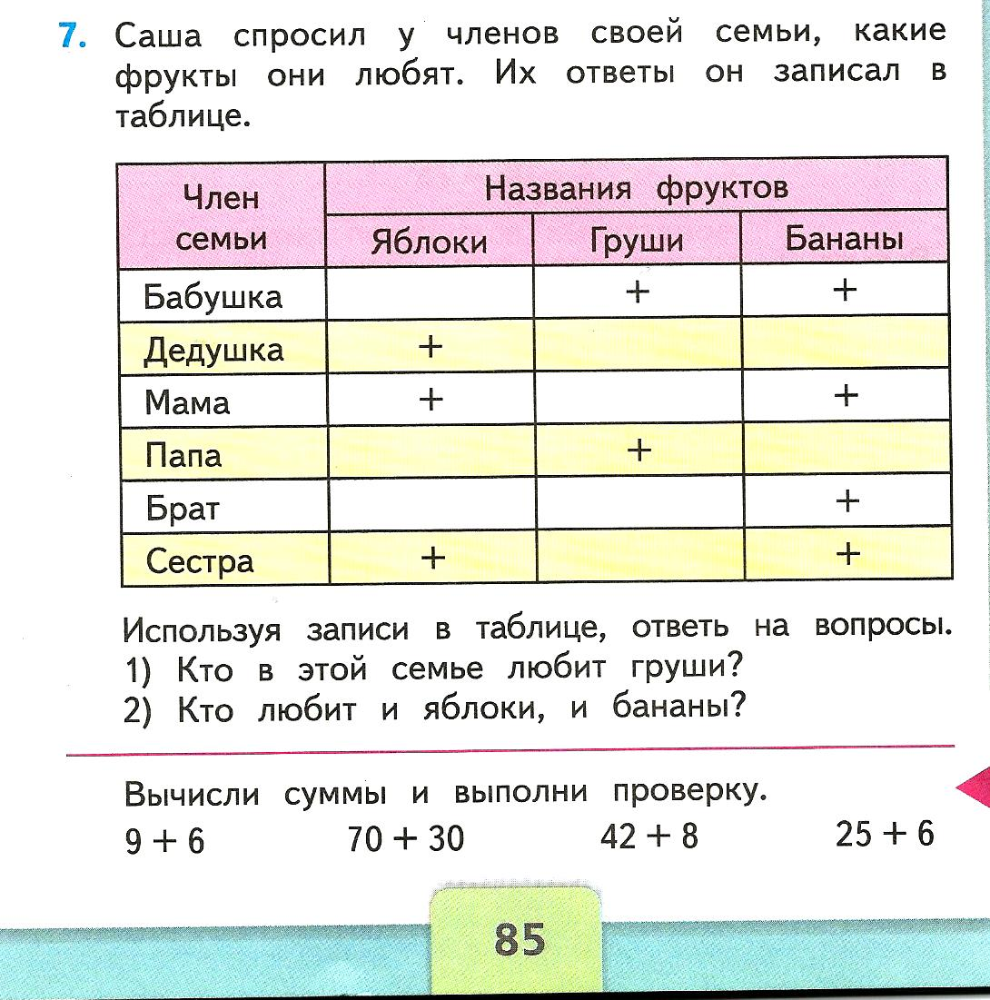 7. Саша спросил у членов своей семьи, какие
фрукты они любят. Их ответы он записал в
таблице.
Член семьи Названия фруктов
Яблоки Груши Бананы
Бабушка + +
Дедушка +
Мама + +
Папа +
Брат +
Сестра + +
Используя записи в таблице, ответь на вопросы.
1) Кто в этой семье любит груши?
2) Кто любит и яблоки, и бананы?
Вычисли суммы и выполни проверку.
9 + 6 70 + 30 42 + 8 25 + 6
85